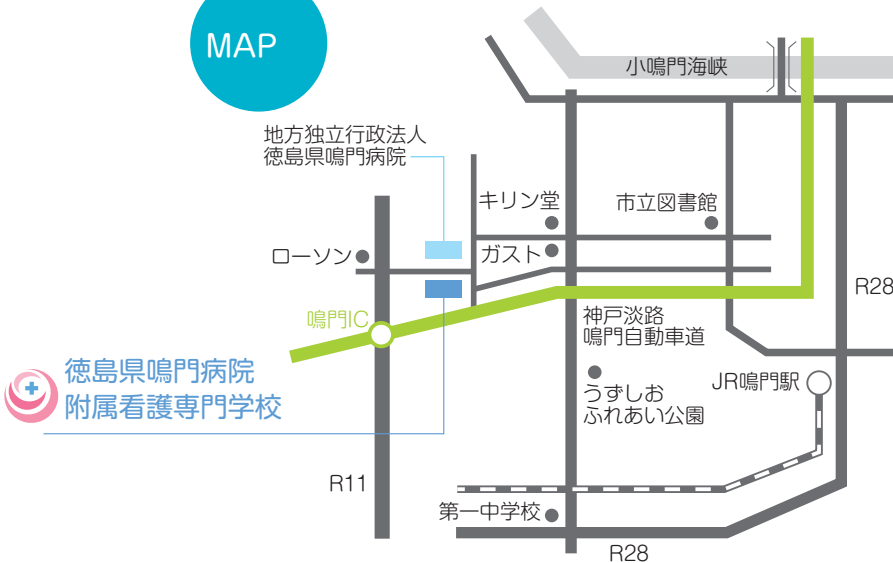 MAP
小鳴門海峡
地方独立行政法人
徳島県鳴門病院
キリン堂
市立図書館
ローソン
ガスト
R28
鳴門IC
神戸淡路
鳴門自動車道
徳島県鳴門病院
附属看護専門学校
JR鳴門駅
うずしお
ふれあい公園
R11
第一中学校
R28